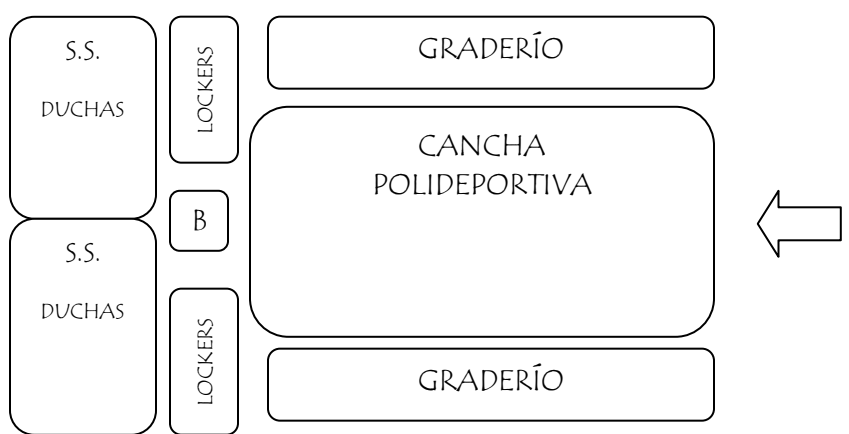 S.S.
DUCHAS
LOCKERS
GRADERÍO
CANCHA
POLIDEPORTIVA
B
S.S.
DUCHAS
LOCKERS
GRADERÍO